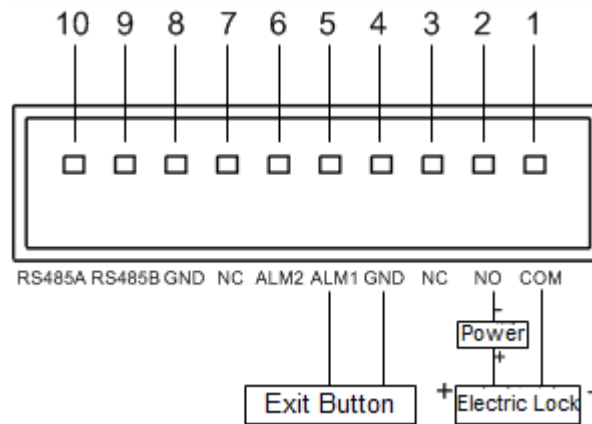 10 9 8 7 6 5 4 3 2 1
RS485A RS485B GND NC ALM2 ALM1 GND NC NO COM
-
Power
+
Exit Button
+ Electric Lock -